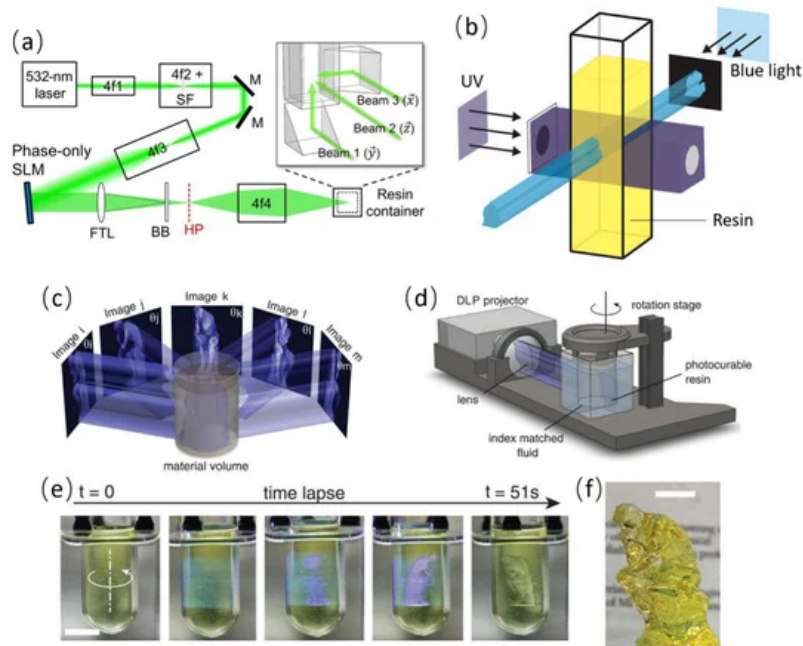 (a)
532-nm
laser
4f1
4f2 +
SF
M
M
4f3
Phase-only
SLM
FTL
BB
HP
4f4
Resin
container
Beam 3 (x⃗)
Beam 2 (z⃗)
Beam 1 (y⃗)
(b)
UV
Blue light
Resin
(c)
Image i
Image j
Image k
Image l
Image m
θi
θj
θk
θl
θm
material volume
(d)
DLP projector
rotation stage
lens
photocurable
resin
index matched
fluid
(e)
t = 0
time lapse
t = 51s
(f)